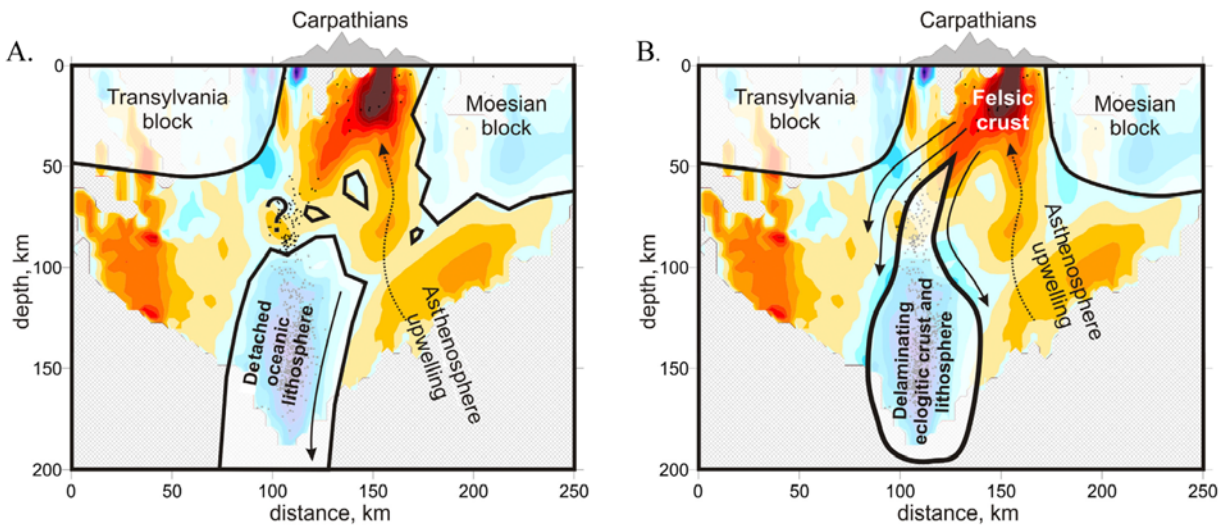 A.
Carpathians
0
50
100
150
200
depth, km
Transylvania
block
Moesian
block
?
Detached
oceanic
lithosphere
Asthenosphere
upwelling
0
50
100
150
200
250
distance, km
B.
Carpathians
0
50
100
150
200
depth, km
Transylvania
block
Felsic
crust
Moesian
block
Delaminating
eclogitic crust and
lithosphere
Asthenosphere
upwelling
0
50
100
150
200
250
distance, km